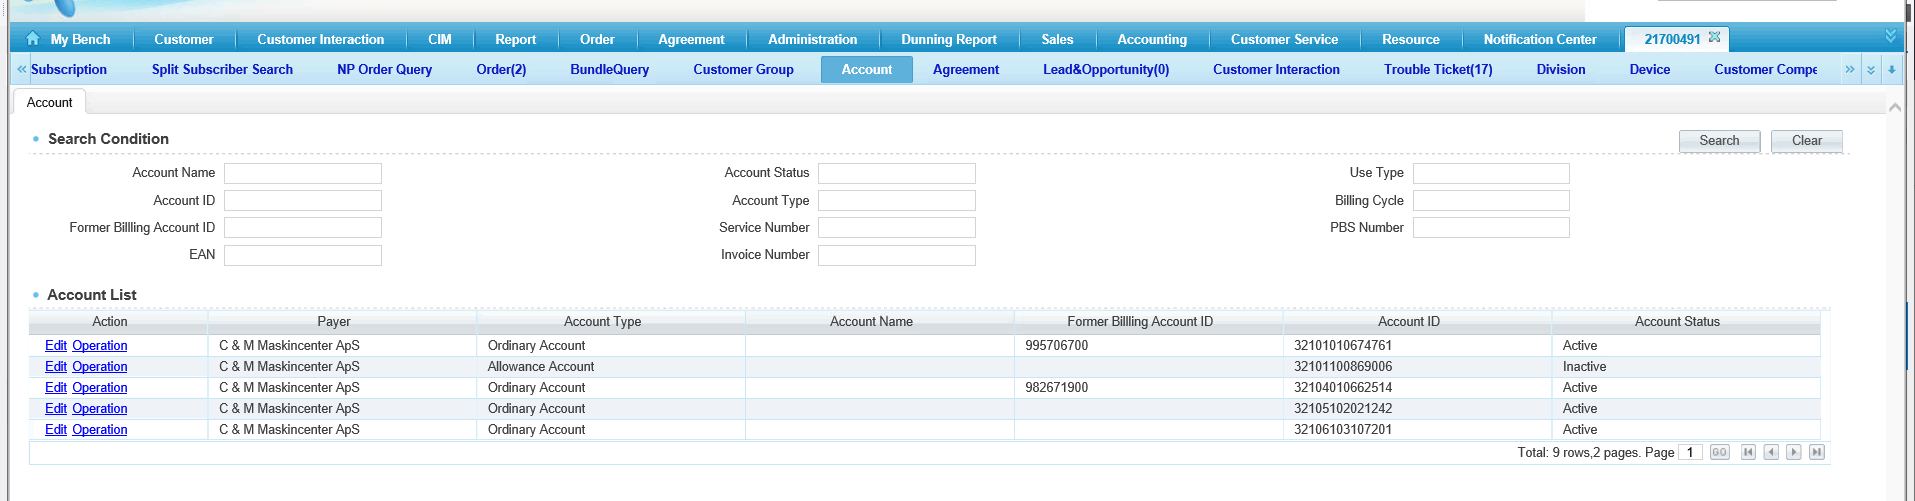 My Bench Customer Customer Interaction CIM Report Order Agreement Administration Dunning Report Sales Accounting Customer Service Resource Notification Center 21700491
Subscription Split Subscriber Search NP Order Query Order(2) BundleQuery Customer Group Account Agreement Lead&Opportunity(0) Customer Interaction Trouble Ticket(17) Division Device Customer Compe
Account
Search Condition Search Clear
Account Name Account Status Use Type
Account ID Account Type Billing Cycle
Former Billlling Account ID Service Number PBS Number
EAN Invoice Number
Account List
Action Payer Account Type Account Name Former Billlling Account ID Account ID Account Status
Edit Operation C & M Maskincenter ApS Ordinary Account 995706700 32101010674761 Active
Edit Operation C & M Maskincenter ApS Allowance Account 32101100869006 Inactive
Edit Operation C & M Maskincenter ApS Ordinary Account 982671900 32104010662514 Active
Edit Operation C & M Maskincenter ApS Ordinary Account 32105102021242 Active
Edit Operation C & M Maskincenter ApS Ordinary Account 32106103107201 Active
Total: 9 rows,2 pages. Page 1 GO